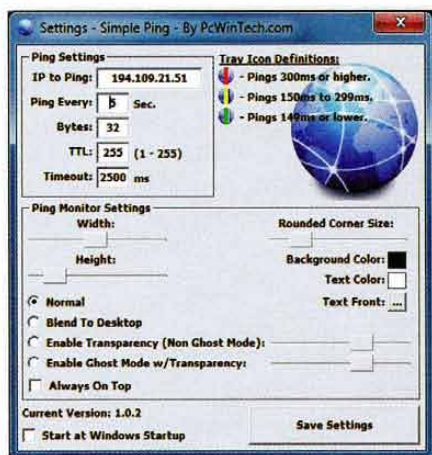 Settings - Simple Ping - By PcWinTech.com
Ping Settings
IP to Ping: 194.109.21.51
Ping Every: 5 Sec.
Bytes: 32
TTL: 255 (1 - 255)
Timeout: 2500 ms
Tray Icon Definitions:
- Pings 300ms or higher.
- Pings 150ms to 299ms.
- Pings 149ms or lower.
Ping Monitor Settings
Width:
Height:
Rounded Corner Size:
Background Color:
Text Color:
Text Front: ...
Normal
Blend To Desktop
Enable Transparency (Non Ghost Mode):
Enable Ghost Mode w/Transparency:
Always On Top
Current Version: 1.0.2
Start at Windows Startup
Save Settings